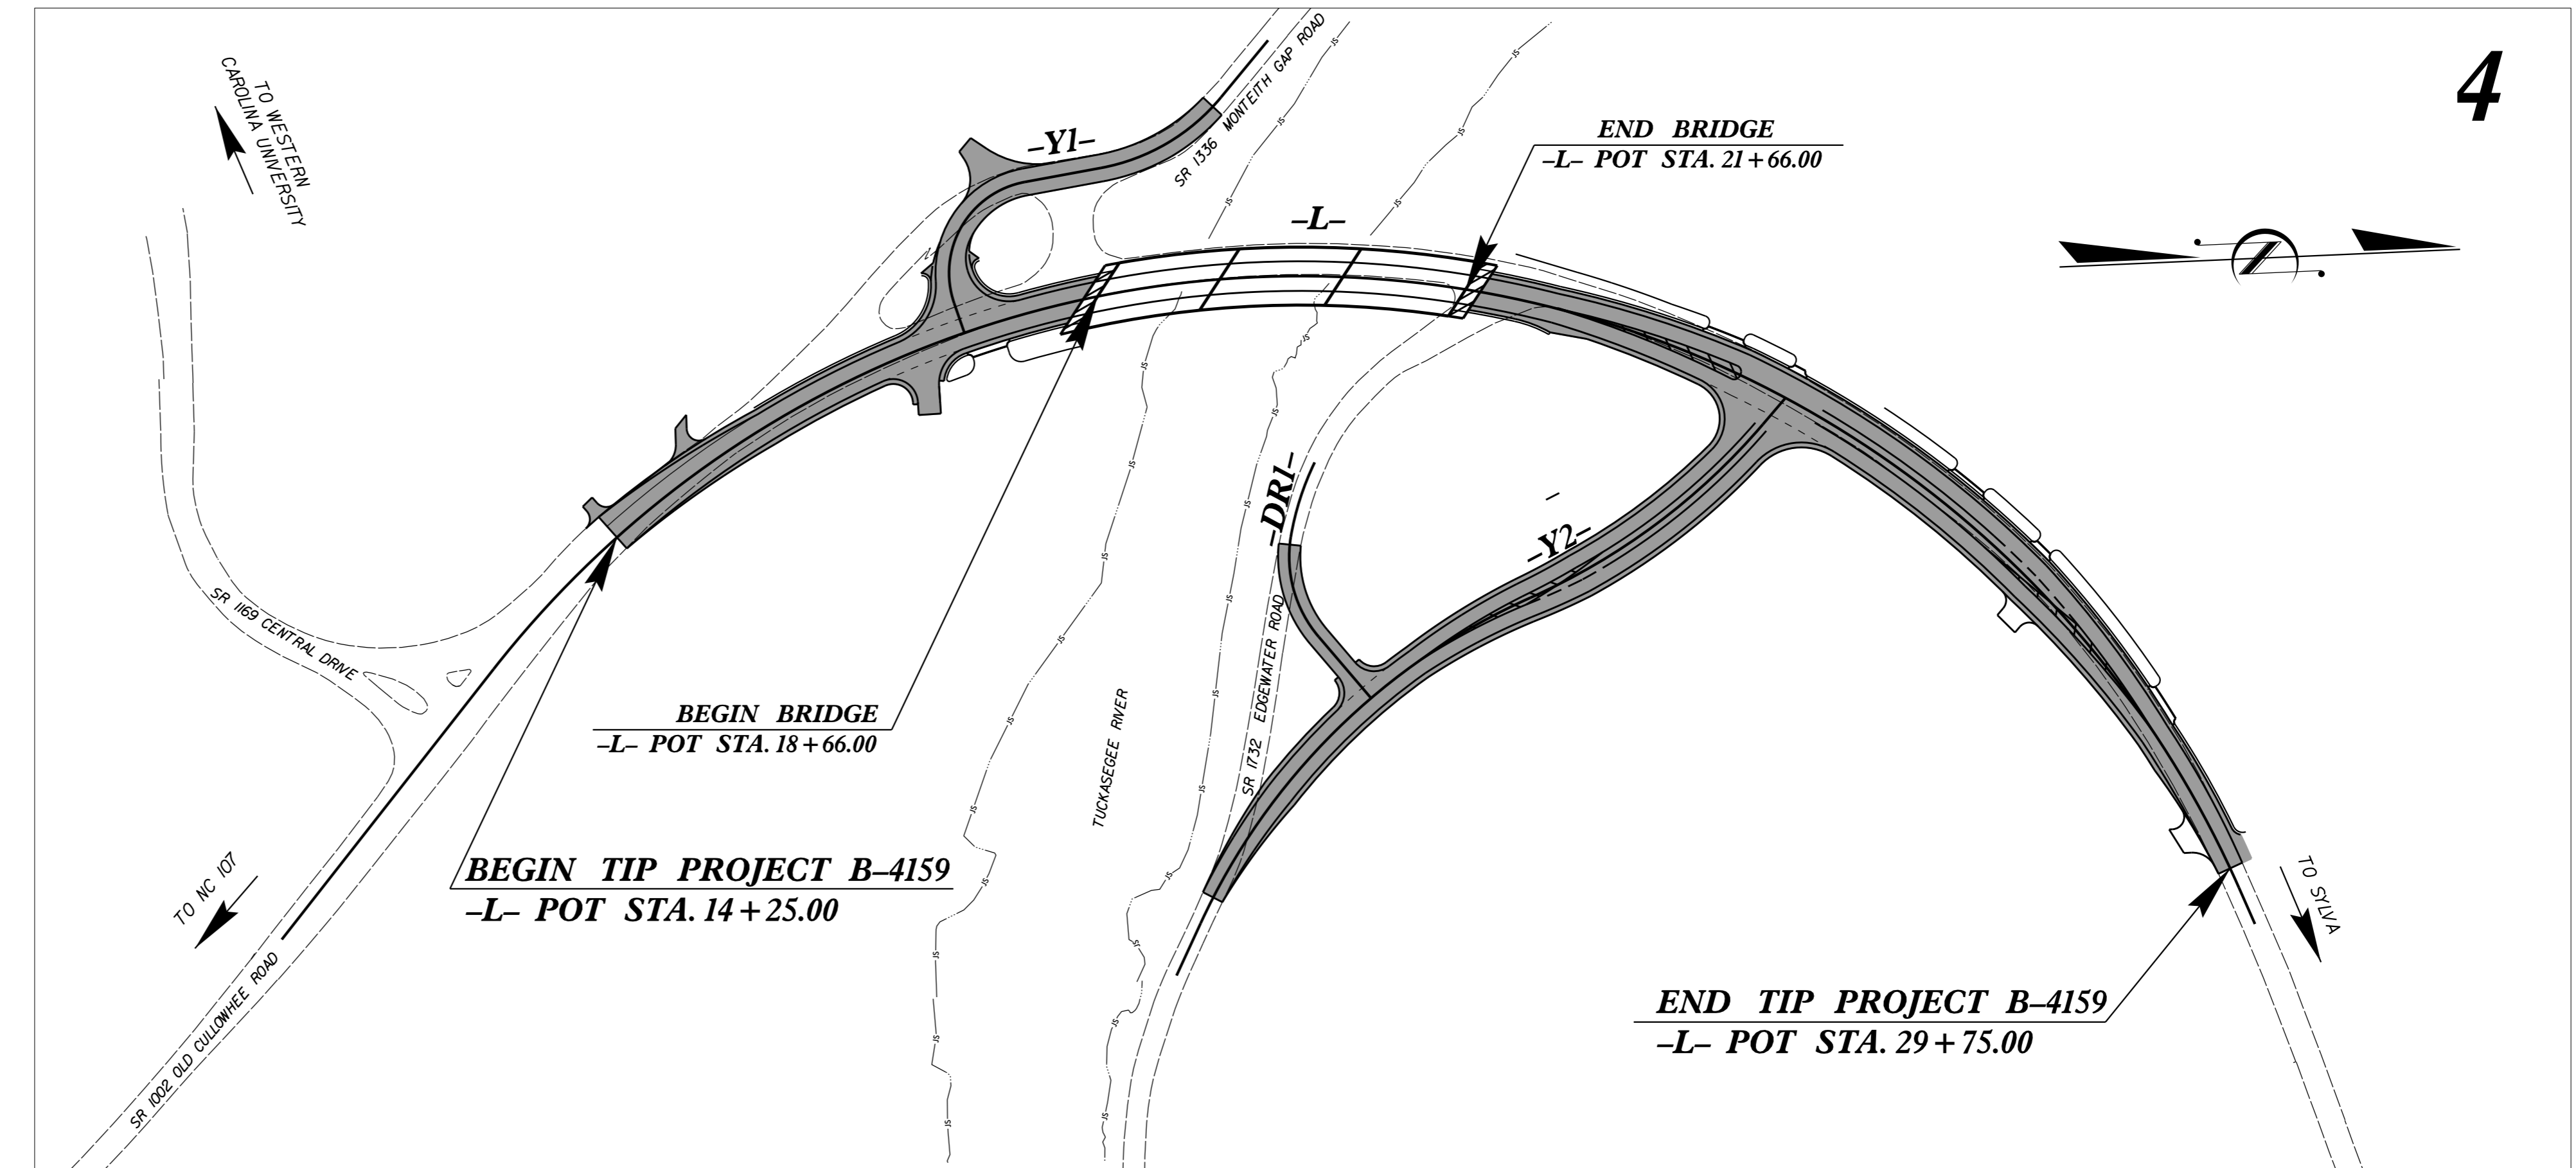 4
TO WESTERN
CAROLINA UNIVERSITY
SR 1336 MONTEITH GAP ROAD
–Y1–
END BRIDGE
–L– POT STA. 21+66.00
–L–
–DR1–
–Y2–
SR 1169 CENTRAL DRIVE
BEGIN BRIDGE
–L– POT STA. 18+66.00
TUCKASEGEE RIVER
SR 1732 EDGEWATER ROAD
BEGIN TIP PROJECT B–4159
–L– POT STA. 14+25.00
TO NC 107
SR 1002 OLD CULLOWHEE ROAD
TO SYLVA
END TIP PROJECT B–4159
–L– POT STA. 29+75.00